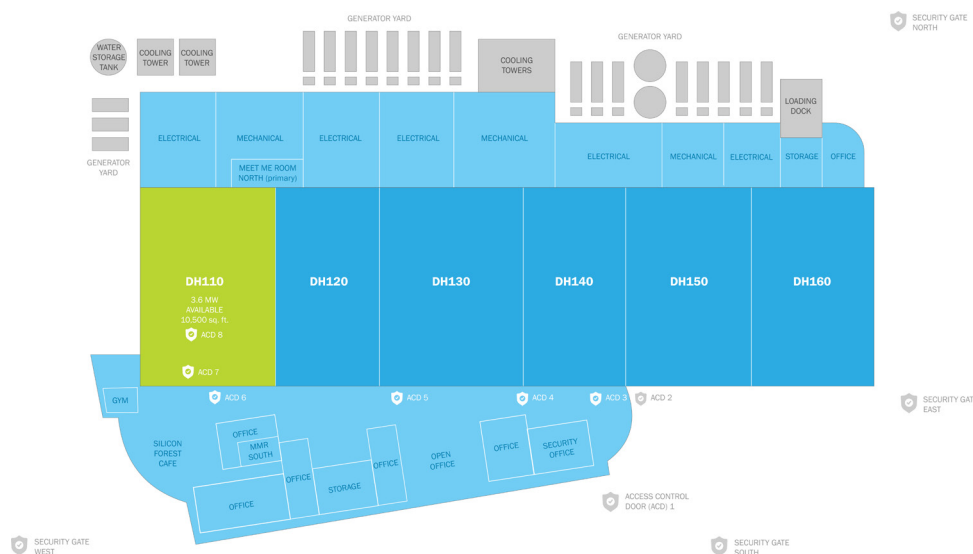 GENERATOR YARD
SECURITY GATE
NORTH
WATER
STORAGE
TANK
COOLING
TOWER
COOLING
TOWER
COOLING
TOWERS
GENERATOR YARD
LOADING
DOCK
GENERATOR
YARD
ELECTRICAL
MECHANICAL
ELECTRICAL
ELECTRICAL
MECHANICAL
ELECTRICAL
MECHANICAL
ELECTRICAL
STORAGE
OFFICE
MEET ME ROOM
NORTH (primary)
DH110
3.6 MW
AVAILABLE
10,500 sq. ft.
ACD 8
ACD 7
DH120
DH130
DH140
DH150
DH160
GYM
ACD 6
ACD 5
ACD 4
ACD 3
ACD 2
SECURITY GAT
EAST
SILICON
FOREST
CAFE
OFFICE
MMR
SOUTH
OFFICE
OFFICE
STORAGE
OFFICE
OPEN
OFFICE
OFFICE
SECURITY
OFFICE
ACCESS CONTROL
DOOR (ACD) 1
SECURITY GATE
WEST
SECURITY GATE
SOUTH